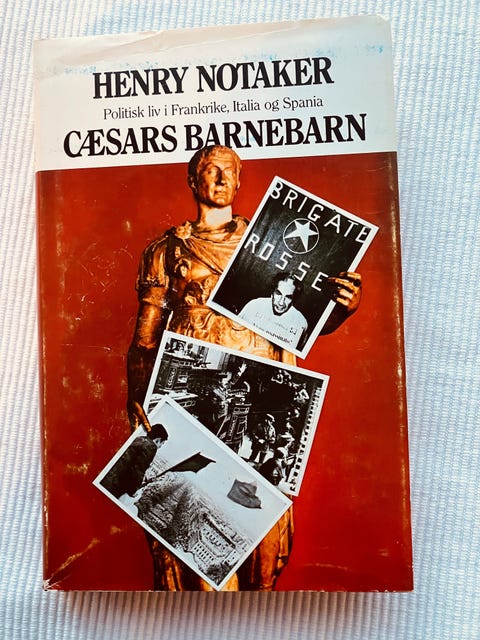 HENRY NOTAKER
Politisk liv i Frankrike, Italia og Spania
CÆSARS BARNEBARN
BRIGATE
ROSSE